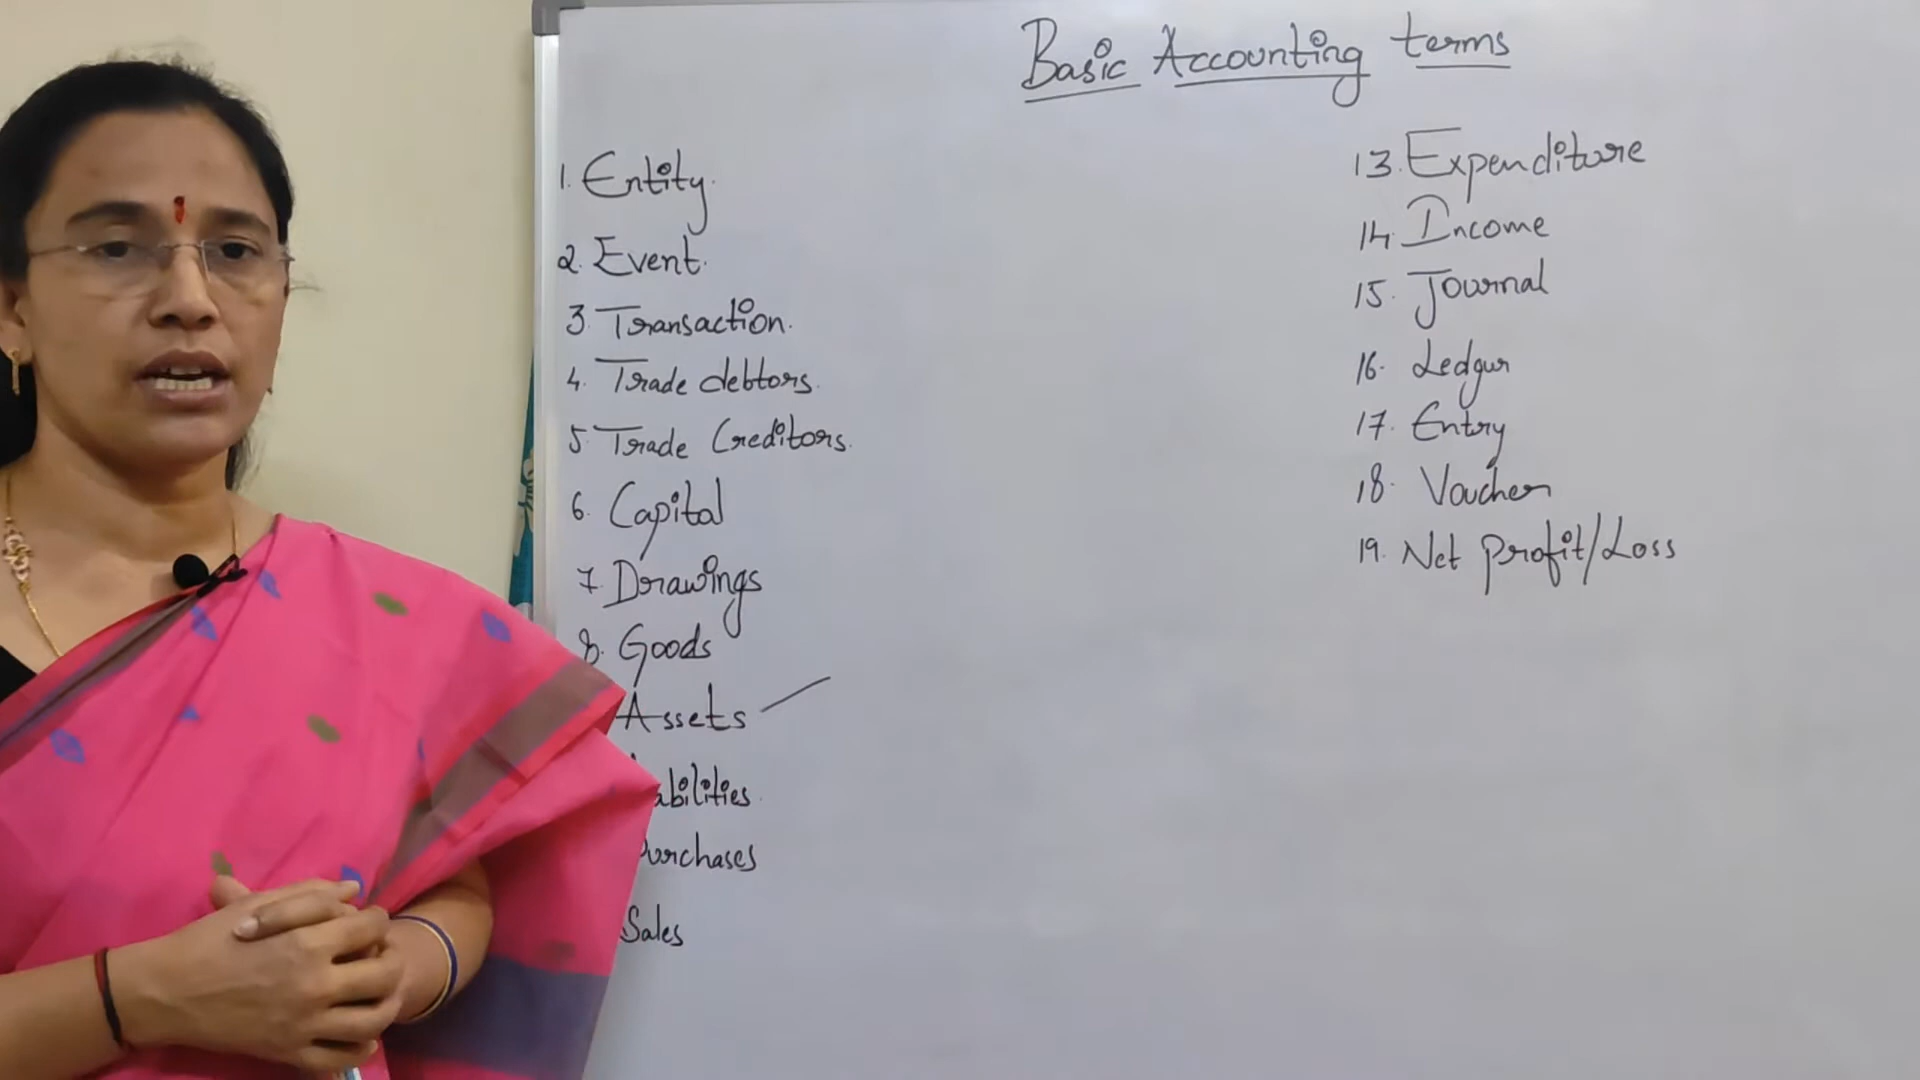 Basic Accounting terms
1. Entity.
2. Event.
3. Transaction.
4. Trade debtors.
5. Trade Creditors.
6. Capital
7. Drawings
8. Goods
Assets
abilities.
Purchases
Sales
13. Expenditure
14. Income
15. Journal
16. Ledgur
17. Entry
18. Voucher
19. Net Profit/Loss